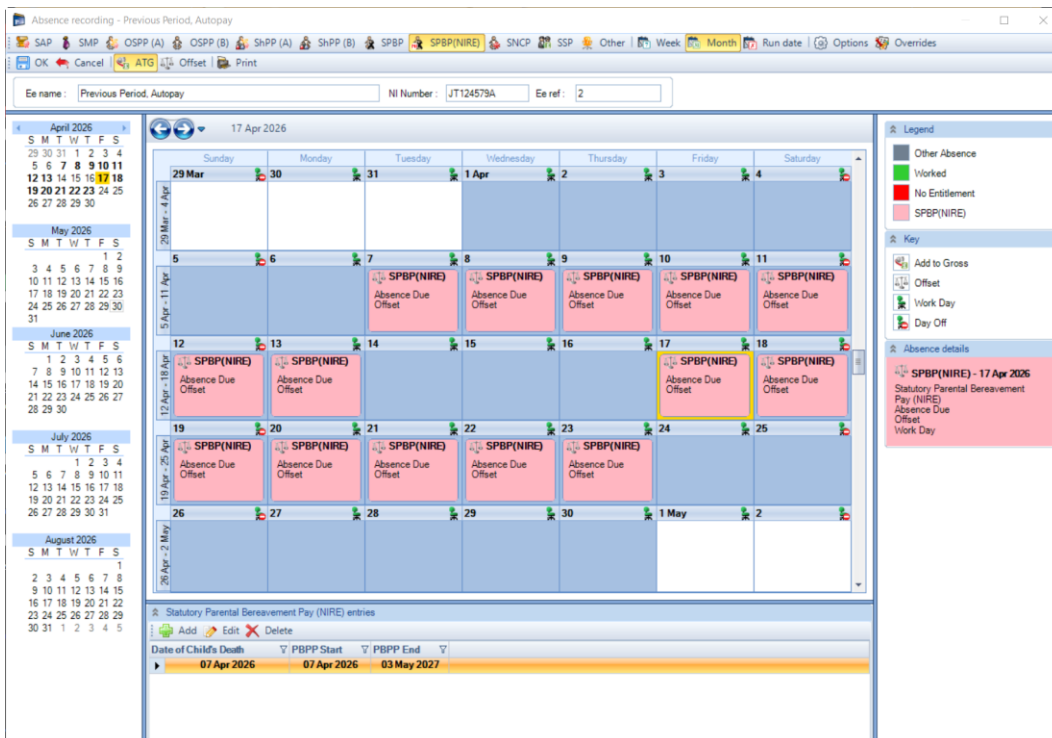 Absence recording - Previous Period, Autopay
SAP SMP OSPP (A) OSPP (B) ShPP (A) ShPP (B) SPBP SPBP(NIRE) SNCP SSP Other Week Month Run date Options Overrides
OK Cancel ATG Offset Print
Ee name : Previous Period, Autopay NI Number : JT124579A Ee ref : 2
April 2026
S M T W T F S
29 30 31 1 2 3 4
5 6 7 8 9 10 11
12 13 14 15 16 17 18
19 20 21 22 23 24 25
26 27 28 29 30
May 2026
S M T W T F S
1 2
3 4 5 6 7 8 9
10 11 12 13 14 15 16
17 18 19 20 21 22 23
24 25 26 27 28 29 30
31
June 2026
S M T W T F S
1 2 3 4 5 6
7 8 9 10 11 12 13
14 15 16 17 18 19 20
21 22 23 24 25 26 27
28 29 30
July 2026
S M T W T F S
1 2 3 4
5 6 7 8 9 10 11
12 13 14 15 16 17 18
19 20 21 22 23 24 25
26 27 28 29 30 31
August 2026
S M T W T F S
1
2 3 4 5 6 7 8
9 10 11 12 13 14 15
16 17 18 19 20 21 22
23 24 25 26 27 28 29
30 31 1 2 3 4 5
17 Apr 2026
Sunday Monday Tuesday Wednesday Thursday Friday Saturday
29 Mar - 4 Apr
29 Mar 30 31 1 Apr 2 3 4
5 Apr - 11 Apr
5 6 7 8 9 10 11
SPBP(NIRE) SPBP(NIRE) SPBP(NIRE) SPBP(NIRE) SPBP(NIRE)
Absence Due Absence Due Absence Due Absence Due Absence Due
Offset Offset Offset Offset Offset
12 Apr - 18 Apr
12 13 14 15 16 17 18
SPBP(NIRE) SPBP(NIRE) SPBP(NIRE) SPBP(NIRE)
Absence Due Absence Due Absence Due Absence Due
Offset Offset Offset Offset
19 Apr - 25 Apr
19 20 21 22 23 24 25
SPBP(NIRE) SPBP(NIRE) SPBP(NIRE) SPBP(NIRE) SPBP(NIRE)
Absence Due Absence Due Absence Due Absence Due Absence Due
Offset Offset Offset Offset Offset
26 Apr - 2 May
26 27 28 29 30 1 May 2
Statutory Parental Bereavement Pay (NIRE) entries
Add Edit Delete
Date of Child's Death PBPP Start PBPP End
07 Apr 2026 07 Apr 2026 03 May 2027
Legend
Other Absence
Worked
No Entitlement
SPBP(NIRE)
Key
Add to Gross
Offset
Work Day
Day Off
Absence details
SPBP(NIRE) - 17 Apr 2026
Statutory Parental Bereavement
Pay (NIRE)
Absence Due
Offset
Work Day